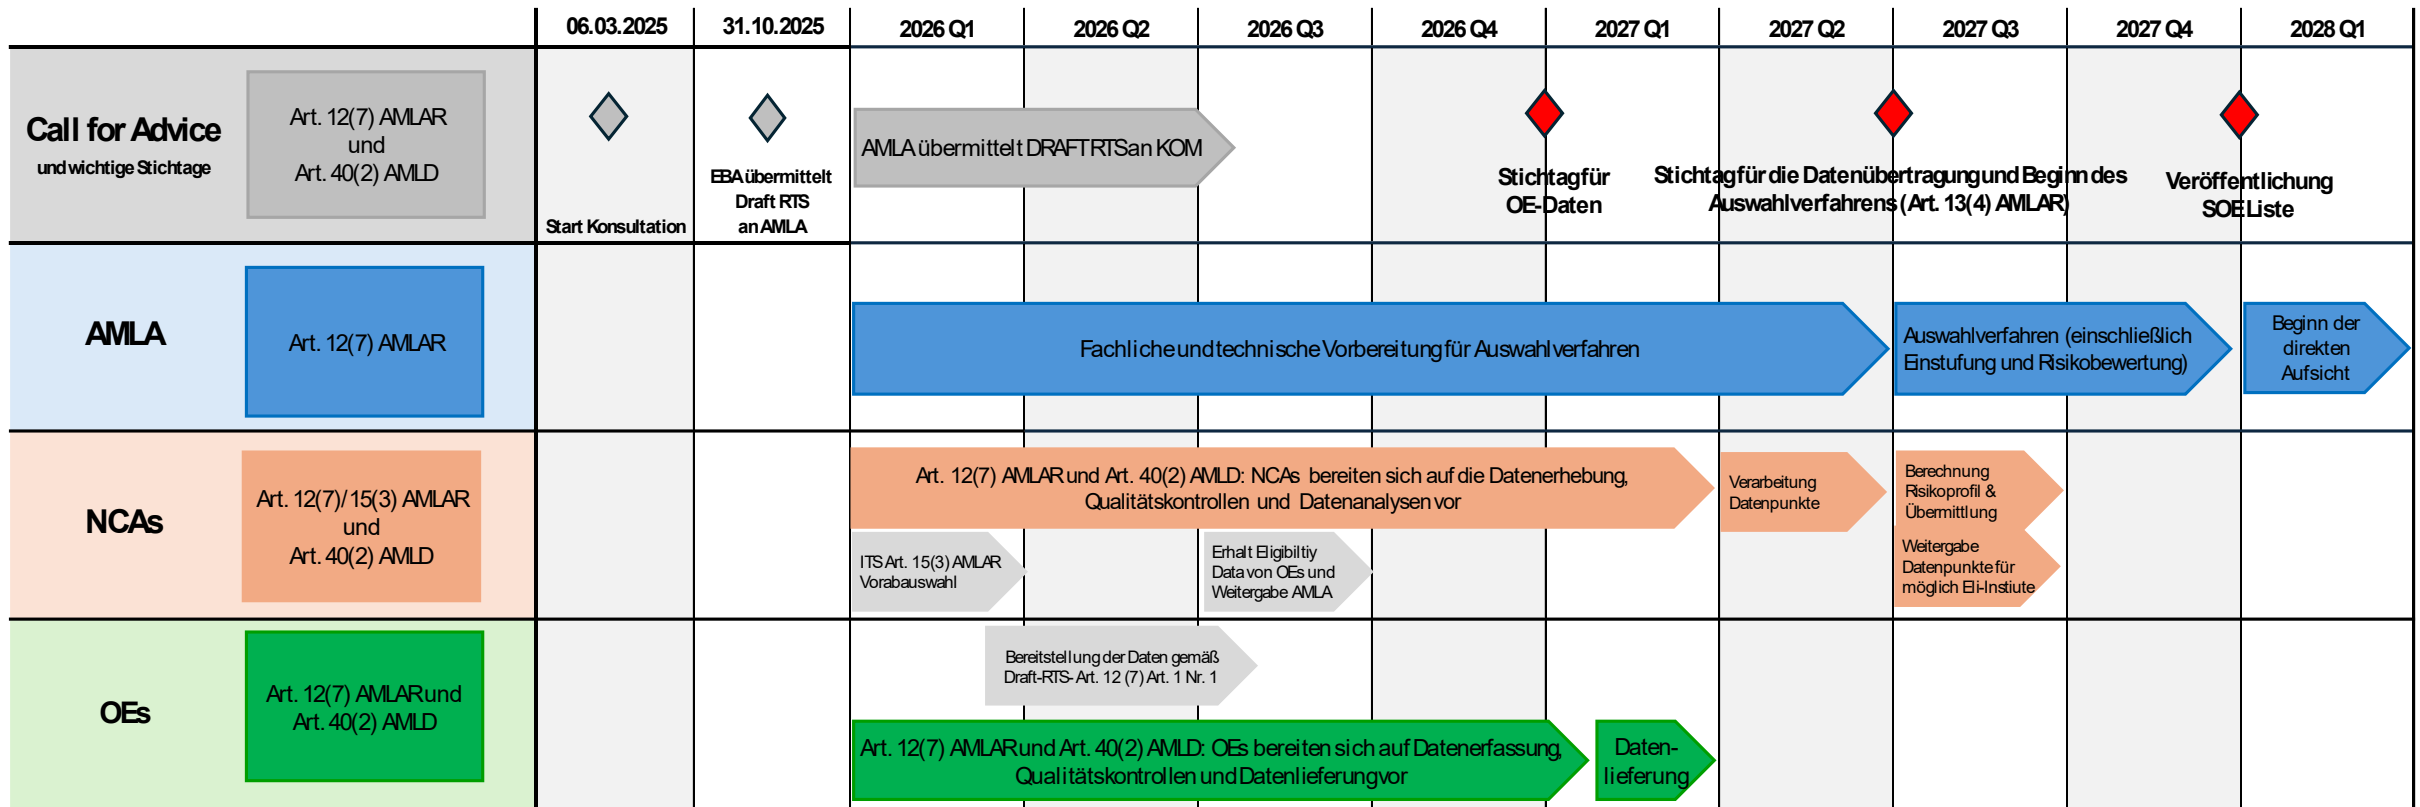 06.03.2025
31.10.2025
2026 Q1
2026 Q2
2026 Q3
2026 Q4
2027 Q1
2027 Q2
2027 Q3
2027 Q4
2028 Q1
Call for Advice
und wichtige Stichtage
Art. 12(7) AMLAR
und
Art. 40(2) AMLD
Start Konsultation
EBA übermittelt
Draft RTS
an AMLA
AMLA übermittelt DRAFT RTS an KOM
Stichtag für
OE-Daten
Stichtag für die Datenübertragung und Beginn des
Auswahlverfahrens (Art. 13(4) AMLAR)
Veröffentlichung
SOE Liste
AMLA
Art. 12(7) AMLAR
Fachliche und technische Vorbereitung für Auswahlverfahren
Auswahlverfahren (einschließlich
Einstufung und Risikobewertung)
Beginn der
direkten
Aufsicht
NCAs
Art. 12(7)/15(3) AMLAR
und
Art. 40(2) AMLD
Art. 12(7) AMLAR und Art. 40(2) AMLD: NCAs bereiten sich auf die Datenerhebung,
Qualitätskontrollen und Datenanalysen vor
Verarbeitung
Datenpunkte
Berechnung
Risikoprofil &
Übermittlung
ITS Art. 15(3) AMLAR
Vorabauswahl
Erhalt Eligibiltiy
Data von OEs und
Weitergabe AMLA
Weitergabe
Datenpunkte für
möglich Eli-Instiute
OEs
Art. 12(7) AMLAR und
Art. 40(2) AMLD
Bereitstellung der Daten gemäß
Draft-RTS- Art. 12 (7) Art. 1 Nr. 1
Art. 12(7) AMLAR und Art. 40(2) AMLD: OEs bereiten sich auf Datenerfassung,
Qualitätskontrollen und Datenlieferung vor
Daten-
lieferung